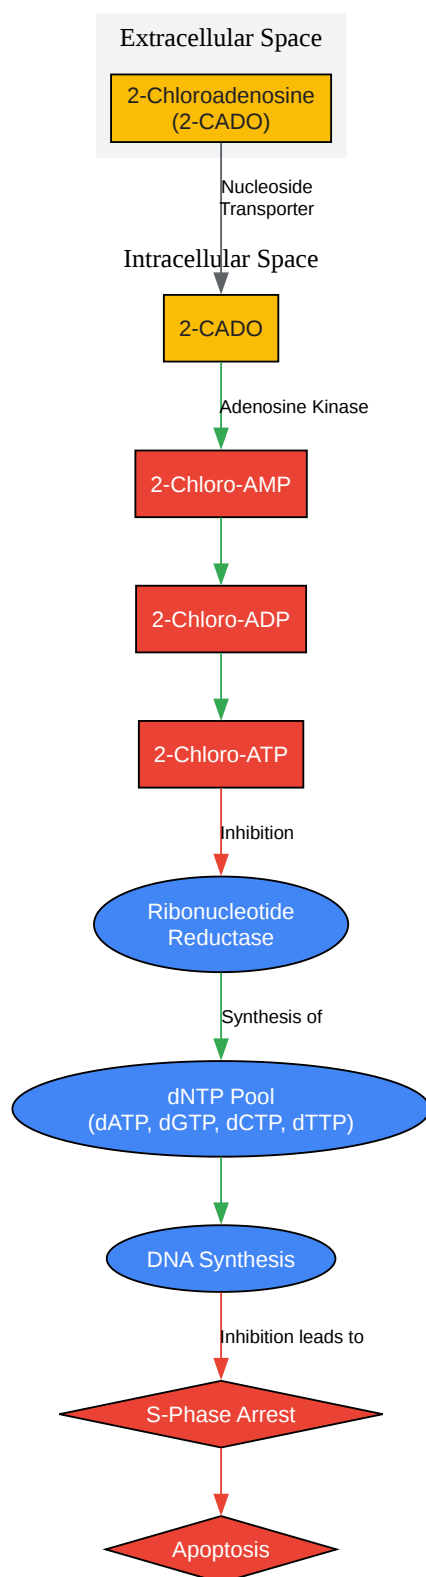 Extracellular Space
2-Chloroadenosine
(2-CADO)
Nucleoside
Transporter
Intracellular Space
2-CADO
Adenosine Kinase
2-Chloro-AMP
2-Chloro-ADP
2-Chloro-ATP
Inhibition
Ribonucleotide
Reductase
Synthesis of
dNTP Pool
(dATP, dGTP, dCTP, dTTP)
DNA Synthesis
Inhibition leads to
S-Phase Arrest
Apoptosis